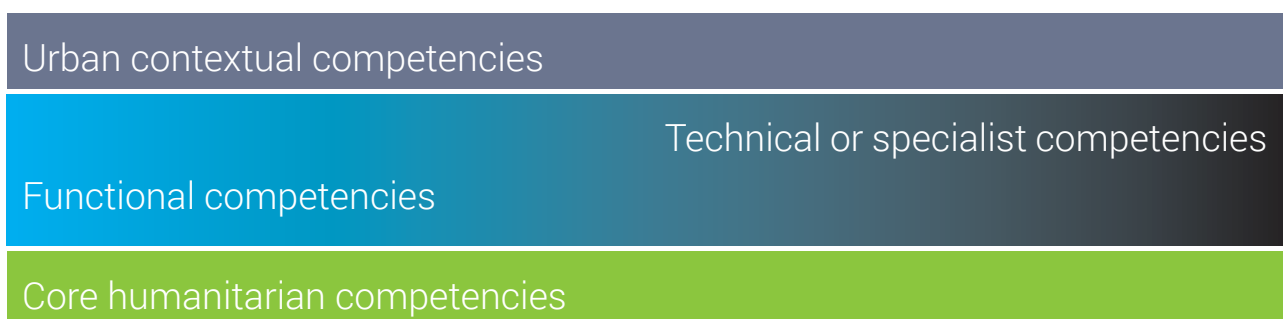 Urban contextual competencies
Technical or specialist competencies
Functional competencies
Core humanitarian competencies